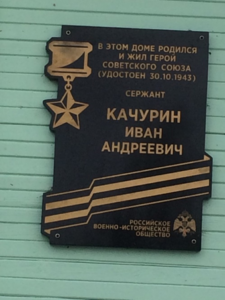 В ЭТОМ ДОМЕ РОДИЛСЯ
И ЖИЛ ГЕРОЙ
СОВЕТСКОГО СОЮЗА
(УДОСТОЕН 30.10.1943)
СЕРЖАНТ
КАЧУРИН
ИВАН
АНДРЕЕВИЧ
РОССИЙСКОЕ
ВОЕННО-ИСТОРИЧЕСКОЕ
ОБЩЕСТВО